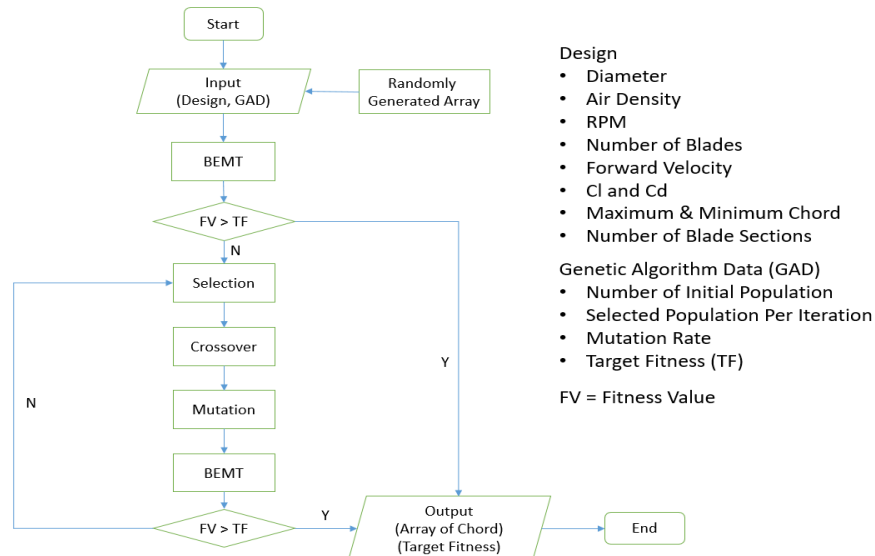 Start
Input
(Design, GAD)
Randomly
Generated Array
BEMT
FV > TF
N
Selection
Crossover
Mutation
BEMT
FV > TF
N
Y
Y
Output
(Array of Chord)
(Target Fitness)
End
Design
• Diameter
• Air Density
• RPM
• Number of Blades
• Forward Velocity
• Cl and Cd
• Maximum & Minimum Chord
• Number of Blade Sections
Genetic Algorithm Data (GAD)
• Number of Initial Population
• Selected Population Per Iteration
• Mutation Rate
• Target Fitness (TF)
FV = Fitness Value